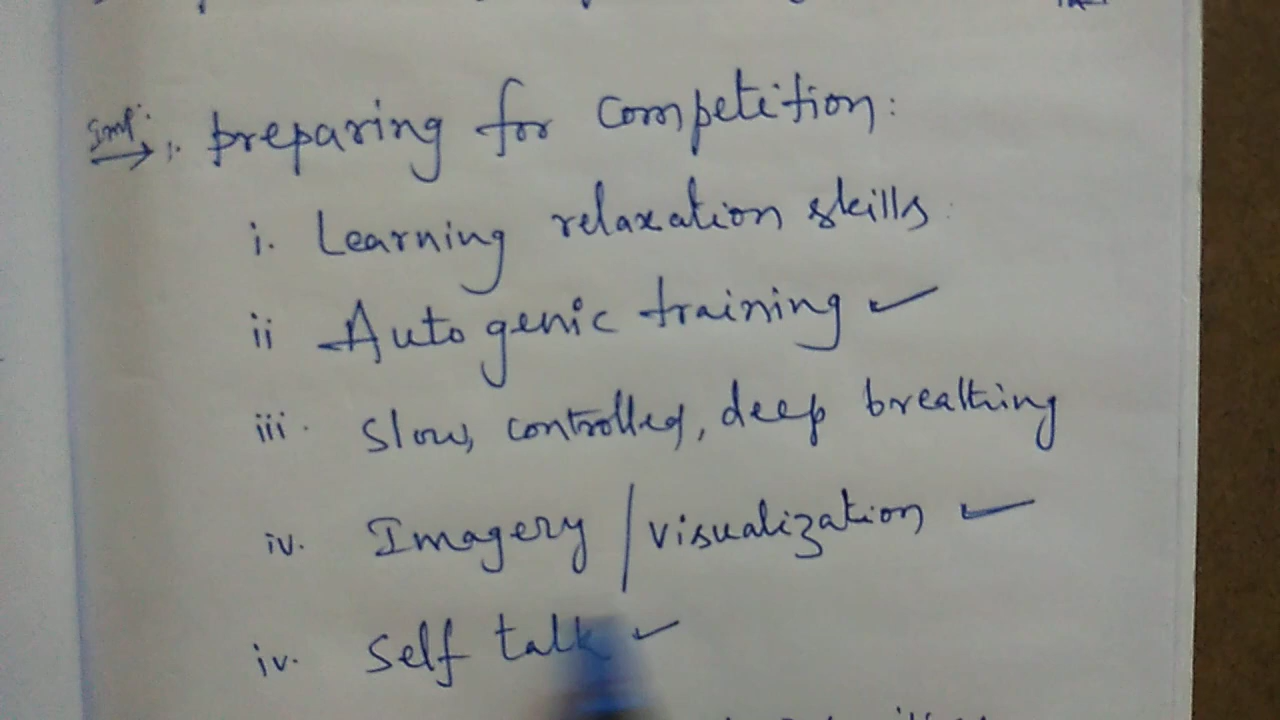 Imp:
→ :. preparing for competition:
i. Learning relaxation skills
ii Autogenic training ✓
iii. Slow, controlled, deep breathing
iv. Imagery / visualization ✓
iv. Self talk ✓